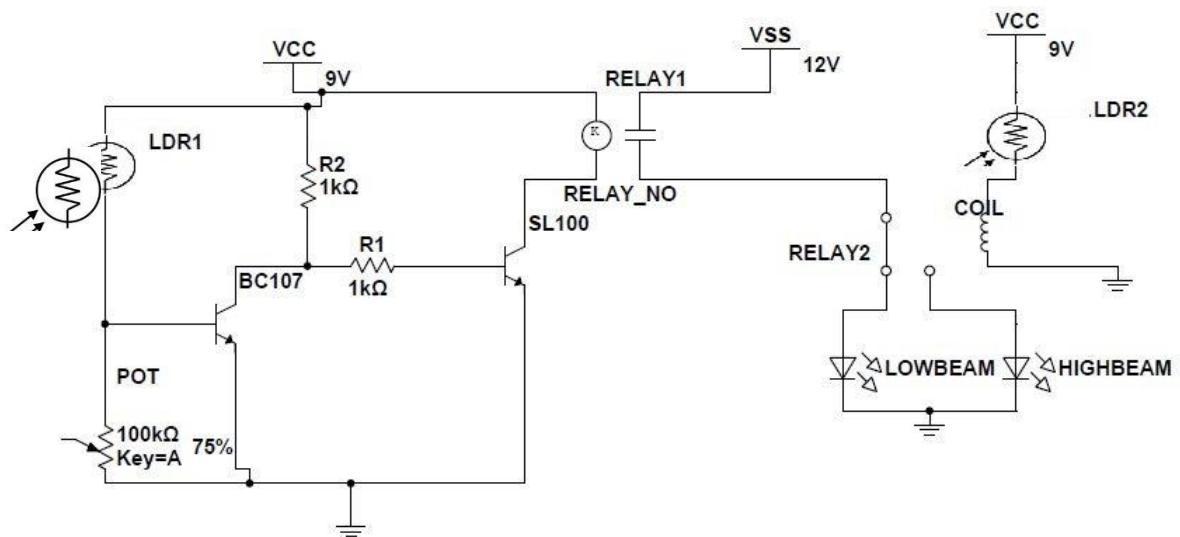 VCC
9V
LDR1
R2
1kΩ
RELAY1
K
RELAY_NO
VSS
12V
VCC
9V
LDR2
COIL
SL100
R1
1kΩ
BC107
RELAY2
POT
100kΩ
Key=A
75%
LOWBEAM
HIGHBEAM